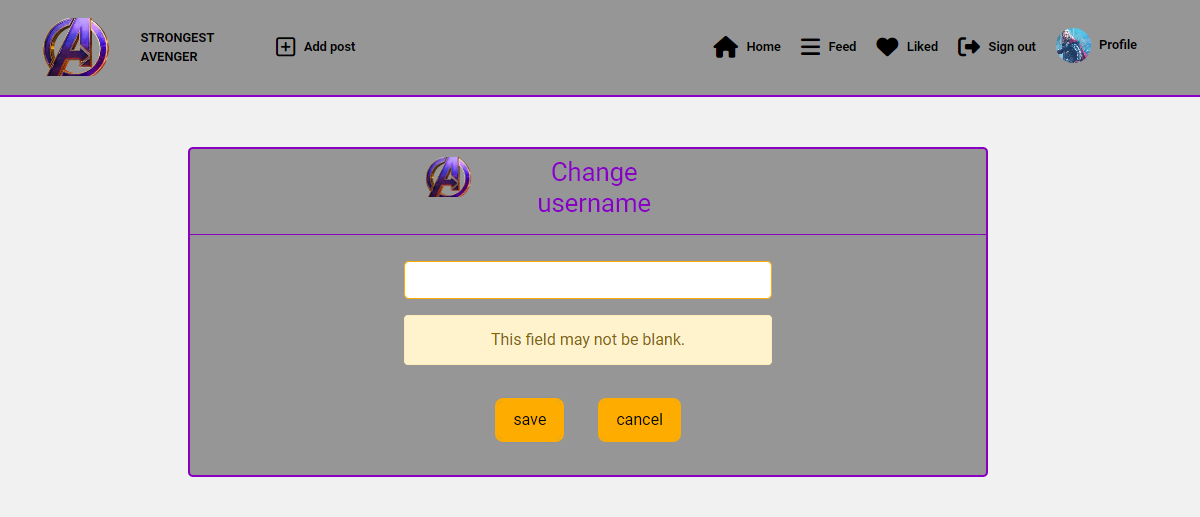 STRONGEST
AVENGER
Add post
Home
Feed
Liked
Sign out
Profile
Change
username
This field may not be blank.
save
cancel